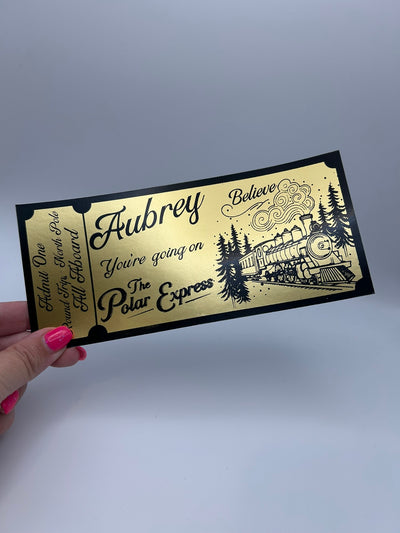 Admit One
Round Trip North Pole
All Aboard
Aubrey
You're going on
The
Polar Express
Believe